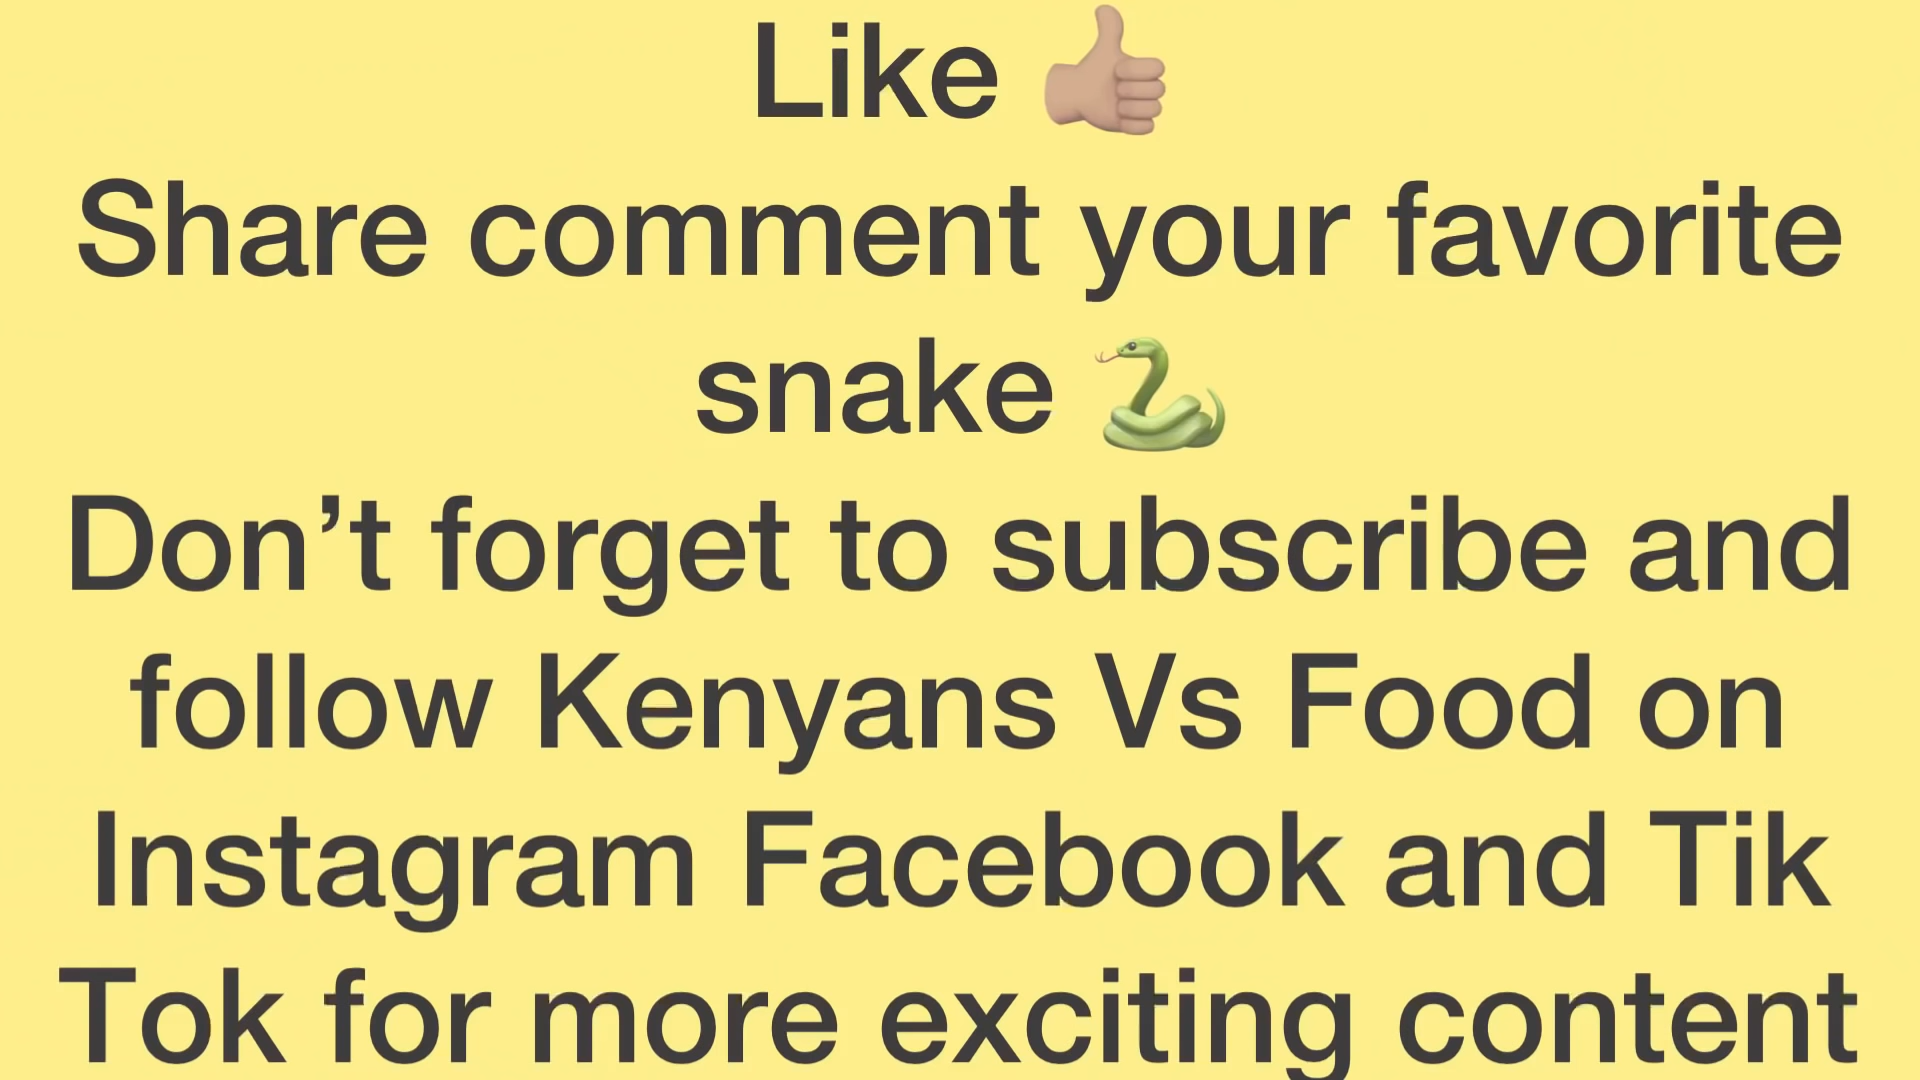 Like 👍🏼
Share comment your favorite
snake 🐍
Don’t forget to subscribe and
follow Kenyans Vs Food on
Instagram Facebook and Tik
Tok for more exciting content